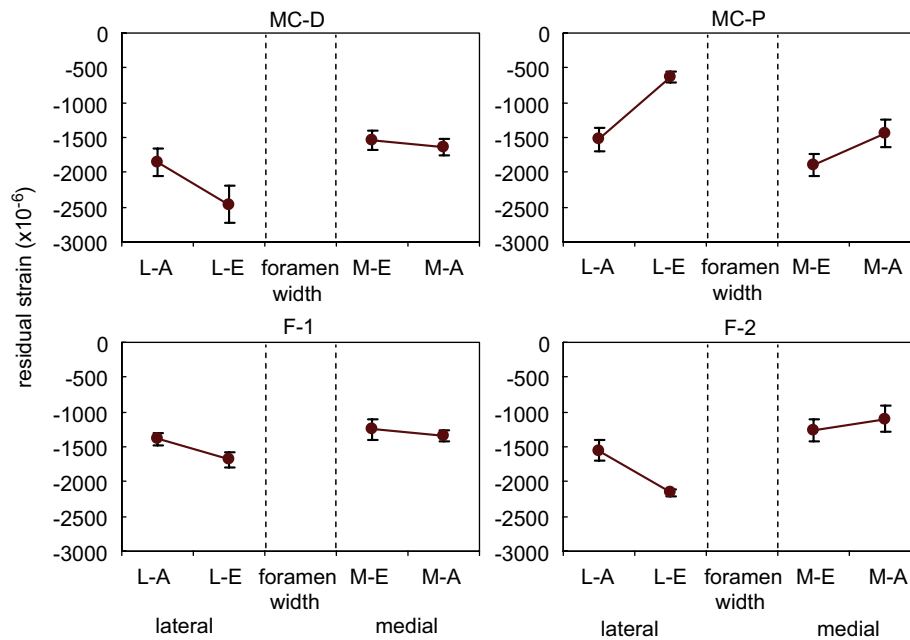 MC-D
MC-P
0
-500
-1000
-1500
-2000
-2500
-3000
L-A L-E foramen width M-E M-A
0
-500
-1000
-1500
-2000
-2500
-3000
L-A L-E foramen width M-E M-A
residual strain (x10-6)
F-1
F-2
0
-500
-1000
-1500
-2000
-2500
-3000
L-A L-E foramen width M-E M-A
lateral medial
0
-500
-1000
-1500
-2000
-2500
-3000
L-A L-E foramen width M-E M-A
lateral medial